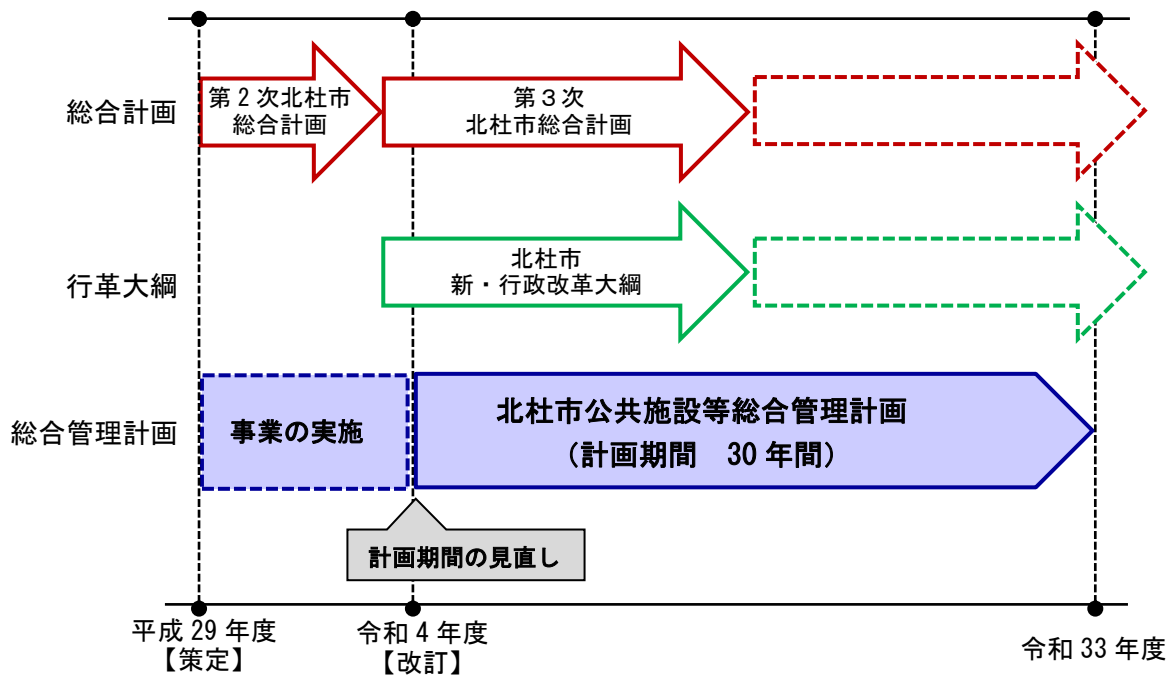 総合計画
第2次北杜市
総合計画
第３次
北杜市総合計画
行革大綱
北杜市
新・行政改革大綱
総合管理計画
事業の実施
北杜市公共施設等総合管理計画
（計画期間　30年間）
計画期間の見直し
平成29年度
【策定】
令和4年度
【改訂】
令和33年度